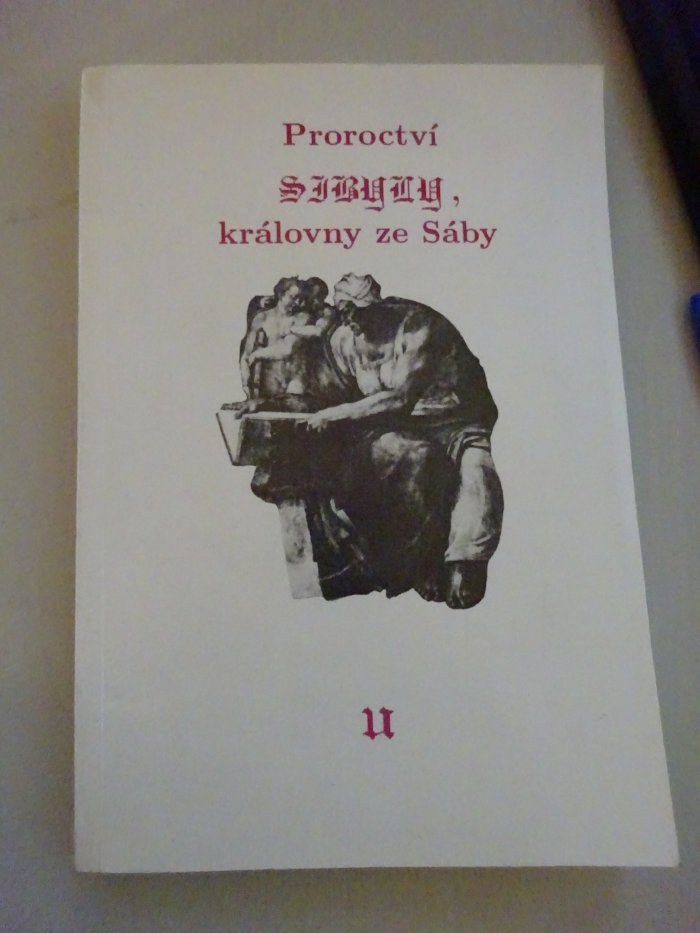 Proroctví
SIBYLY,
královny ze Sáby
U